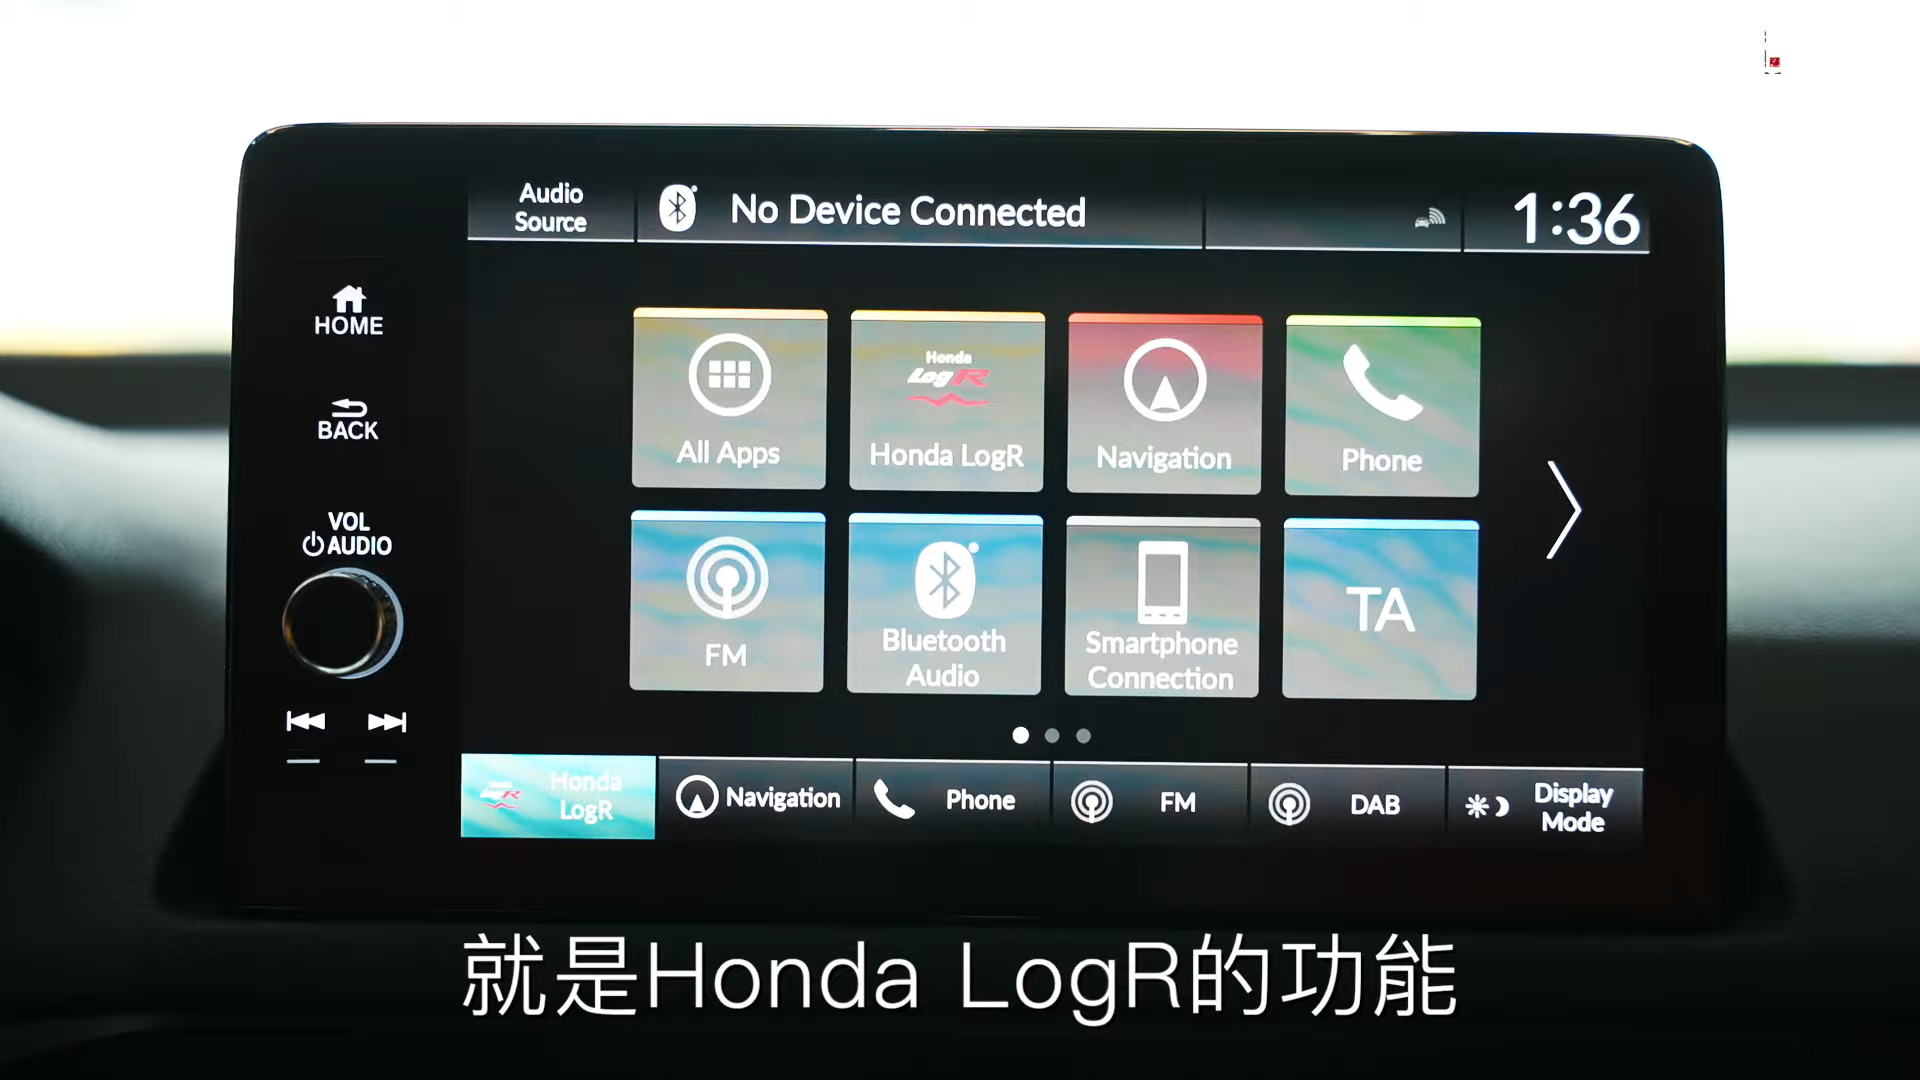 Audio
Source
No Device Connected
1:36
HOME
BACK
VOL
AUDIO
All Apps
Honda
LogR
Honda LogR
Navigation
Phone
FM
Bluetooth
Audio
Smartphone
Connection
TA
LogR
Honda
LogR
Navigation
Phone
FM
DAB
Display
Mode
就是Honda LogR的功能